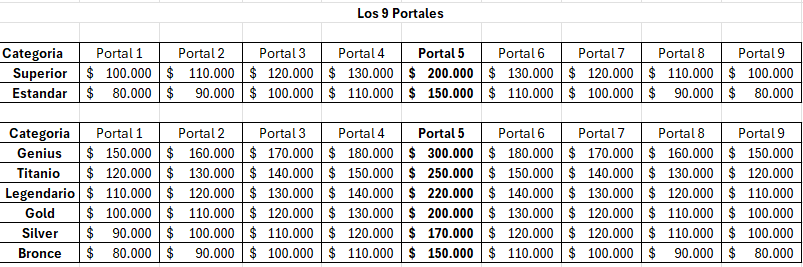 Los 9 Portales
Categoria Portal 1 Portal 2 Portal 3 Portal 4 Portal 5 Portal 6 Portal 7 Portal 8 Portal 9
Superior $ 100.000 $ 110.000 $ 120.000 $ 130.000 $ 200.000 $ 130.000 $ 120.000 $ 110.000 $ 100.000
Estandar $ 80.000 $ 90.000 $ 100.000 $ 110.000 $ 150.000 $ 110.000 $ 100.000 $ 90.000 $ 80.000
Categoria Portal 1 Portal 2 Portal 3 Portal 4 Portal 5 Portal 6 Portal 7 Portal 8 Portal 9
Genius $ 150.000 $ 160.000 $ 170.000 $ 180.000 $ 300.000 $ 180.000 $ 170.000 $ 160.000 $ 150.000
Titanio $ 120.000 $ 130.000 $ 140.000 $ 150.000 $ 250.000 $ 150.000 $ 140.000 $ 130.000 $ 120.000
Legendario $ 110.000 $ 120.000 $ 130.000 $ 140.000 $ 220.000 $ 140.000 $ 130.000 $ 120.000 $ 110.000
Gold $ 100.000 $ 110.000 $ 120.000 $ 130.000 $ 200.000 $ 130.000 $ 120.000 $ 110.000 $ 100.000
Silver $ 90.000 $ 100.000 $ 110.000 $ 120.000 $ 170.000 $ 120.000 $ 120.000 $ 110.000 $ 100.000
Bronce $ 80.000 $ 90.000 $ 100.000 $ 110.000 $ 150.000 $ 110.000 $ 100.000 $ 90.000 $ 80.000